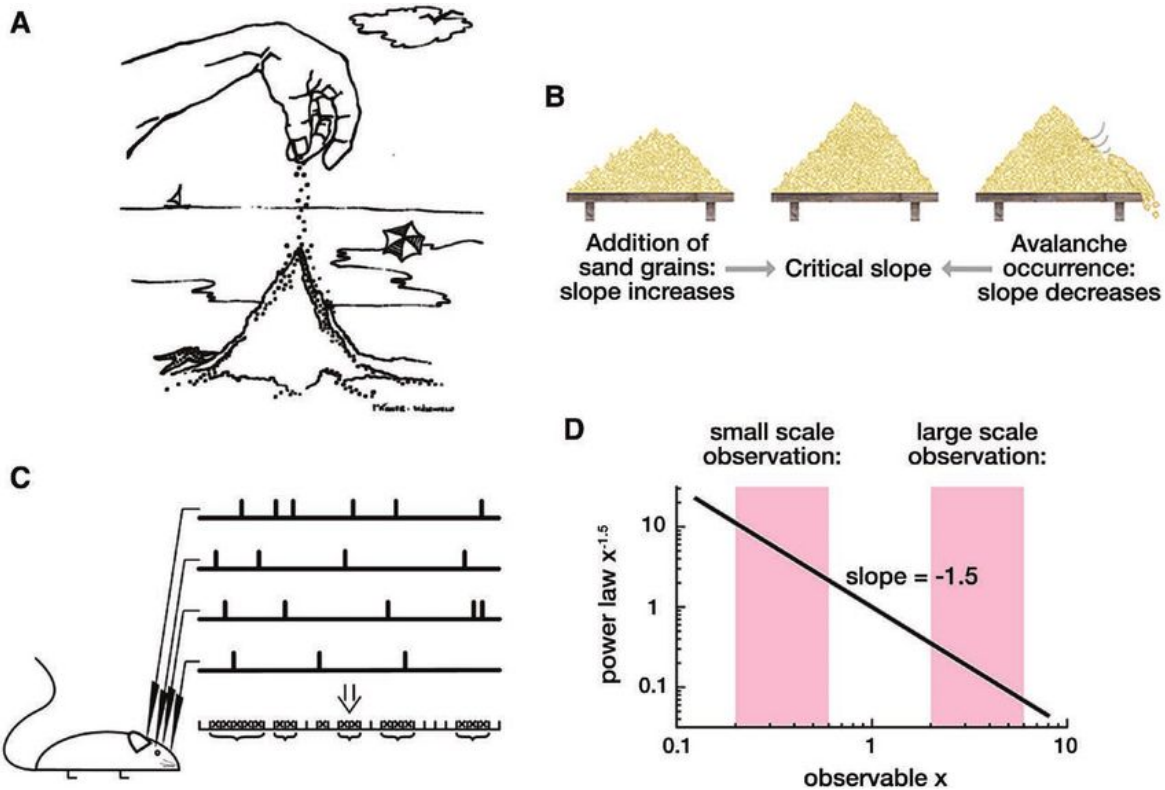 A
B
Addition of
sand grains:
slope increases
Critical slope
Avalanche
occurrence:
slope decreases
C
D
small scale
observation:
large scale
observation:
power law x^-1.5
10
1
0.1
slope = -1.5
0.1
1
10
observable x